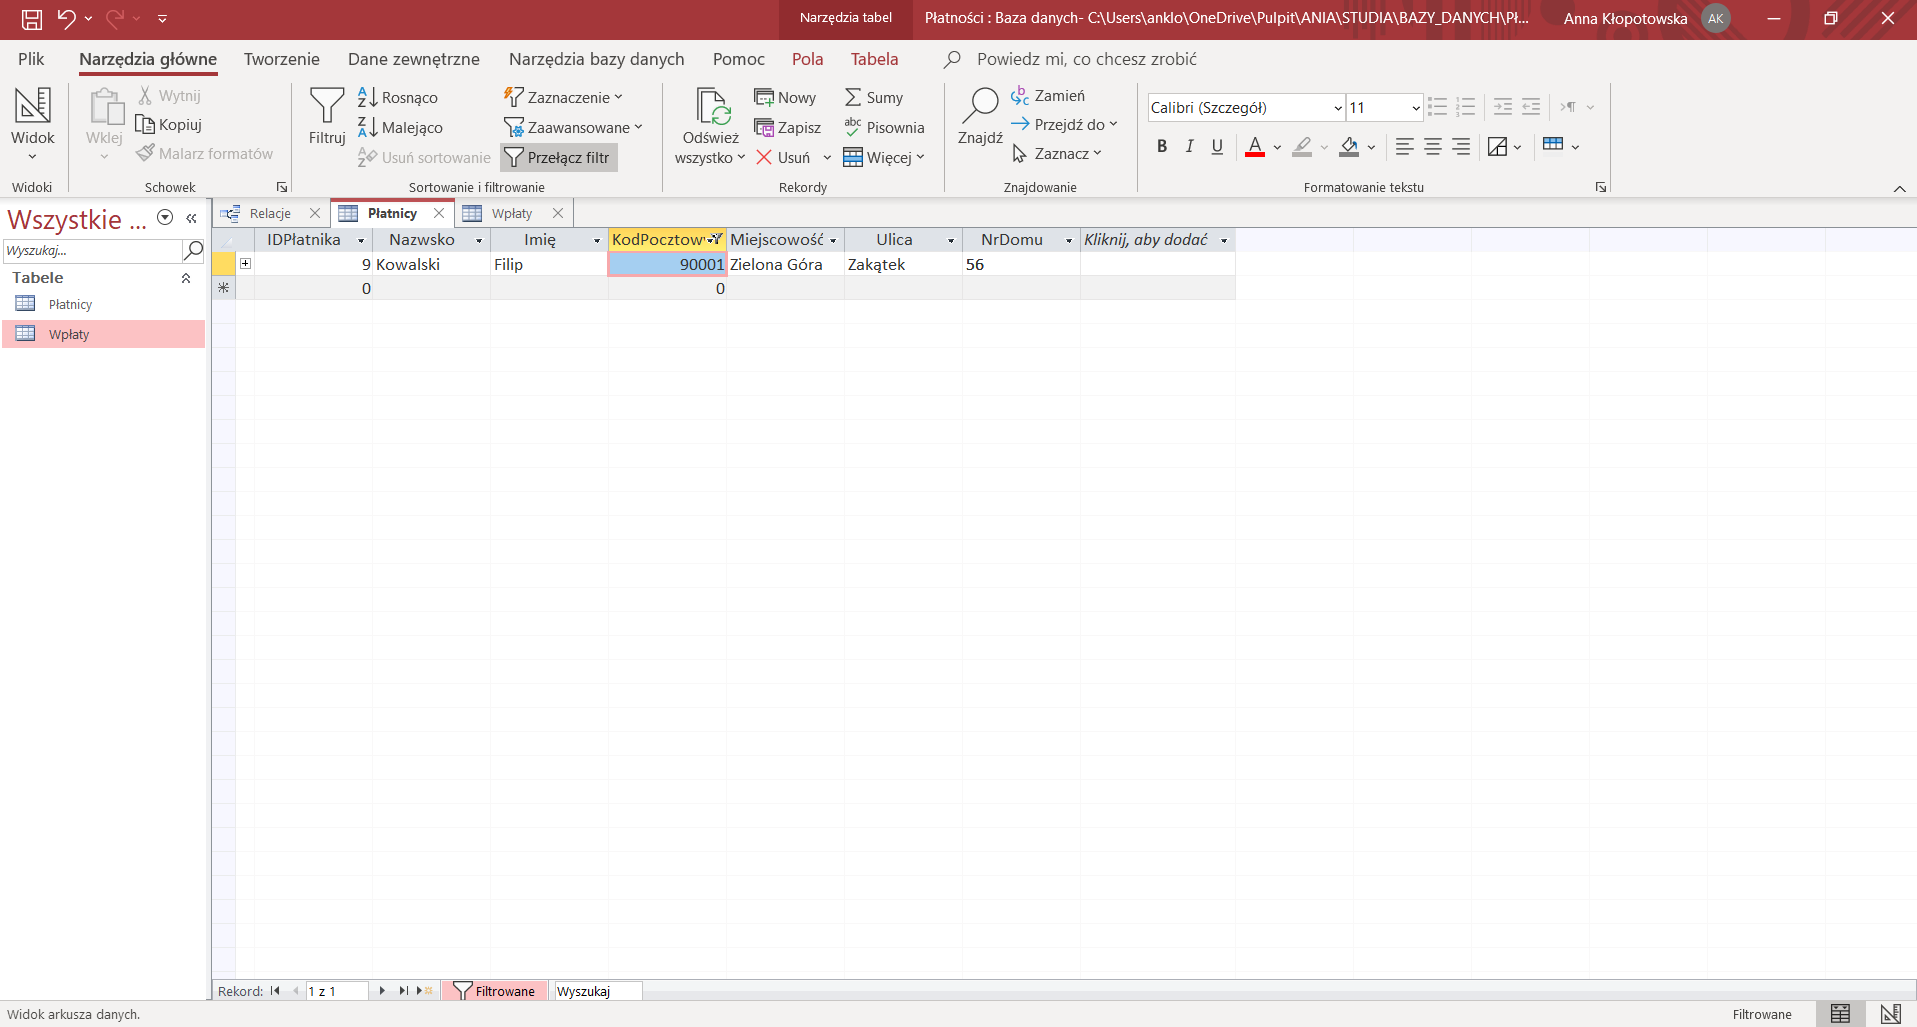 Narzędzia tabel
Płatności : Baza danych- C:\Users\anklo\OneDrive\Pulpit\ANIA\STUDIA\BAZY_DANYCH\Pł...
Anna Kłopotowska
AK
Plik
Narzędzia główne
Tworzenie
Dane zewnętrzne
Narzędzia bazy danych
Pomoc
Pola
Tabela
Powiedz mi, co chcesz zrobić
Widok
Widoki
Wklej
Wytnij
Kopiuj
Malarz formatów
Schowek
Filtruj
Rosnąco
Malejąco
Usuń sortowanie
Zaznaczenie
Zaawansowane
Przełącz filtr
Sortowanie i filtrowanie
Odśwież
wszystko
Nowy
Zapisz
Usuń
Sumy
Pisownia
Więcej
Rekordy
Znajdź
Zamień
Przejdź do
Zaznacz
Znajdowanie
Calibri (Szczegół)
11
B I U
A
Formatowanie tekstu
Wszystkie ...
Wyszukaj...
Tabele
Płatnicy
Wpłaty
Relacje
Płatnicy
Wpłaty
IDPłatnika Nazwsko Imię KodPocztow Miejscowość Ulica NrDomu Kliknij, aby dodać
9 Kowalski Filip 90001 Zielona Góra Zakątek 56
0 0
Rekord: 1 z 1 Filtrowane Wyszukaj
Widok arkusza danych.
Filtrowane